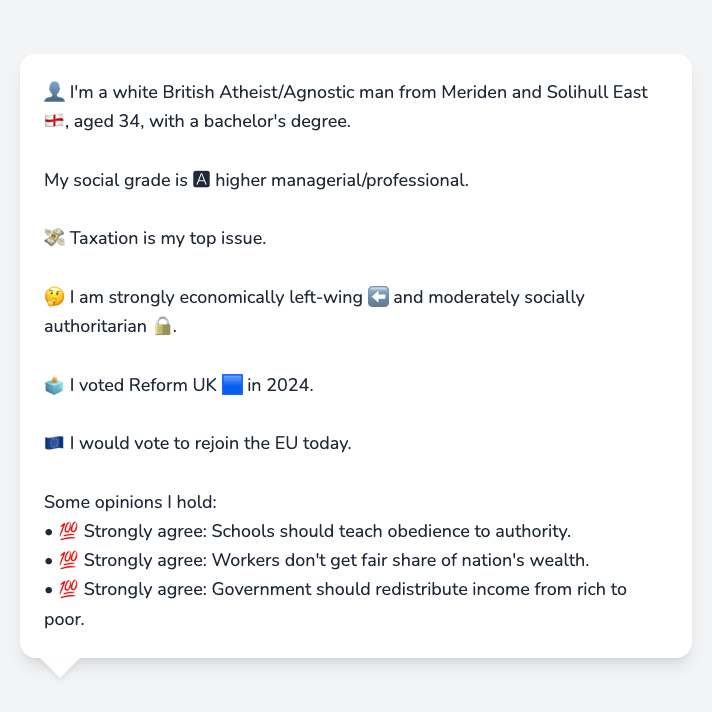 👤 I'm a white British Atheist/Agnostic man from Meriden and Solihull East
🏴󠁧󠁢󠁥󠁮󠁧󠁿, aged 34, with a bachelor's degree.
My social grade is 🅰 higher managerial/professional.
💸 Taxation is my top issue.
🤔 I am strongly economically left-wing ⬅️ and moderately socially
authoritarian 🔒.
🗳️ I voted Reform UK 🟦 in 2024.
🇪🇺 I would vote to rejoin the EU today.
Some opinions I hold:
• 💯 Strongly agree: Schools should teach obedience to authority.
• 💯 Strongly agree: Workers don't get fair share of nation's wealth.
• 💯 Strongly agree: Government should redistribute income from rich to
poor.